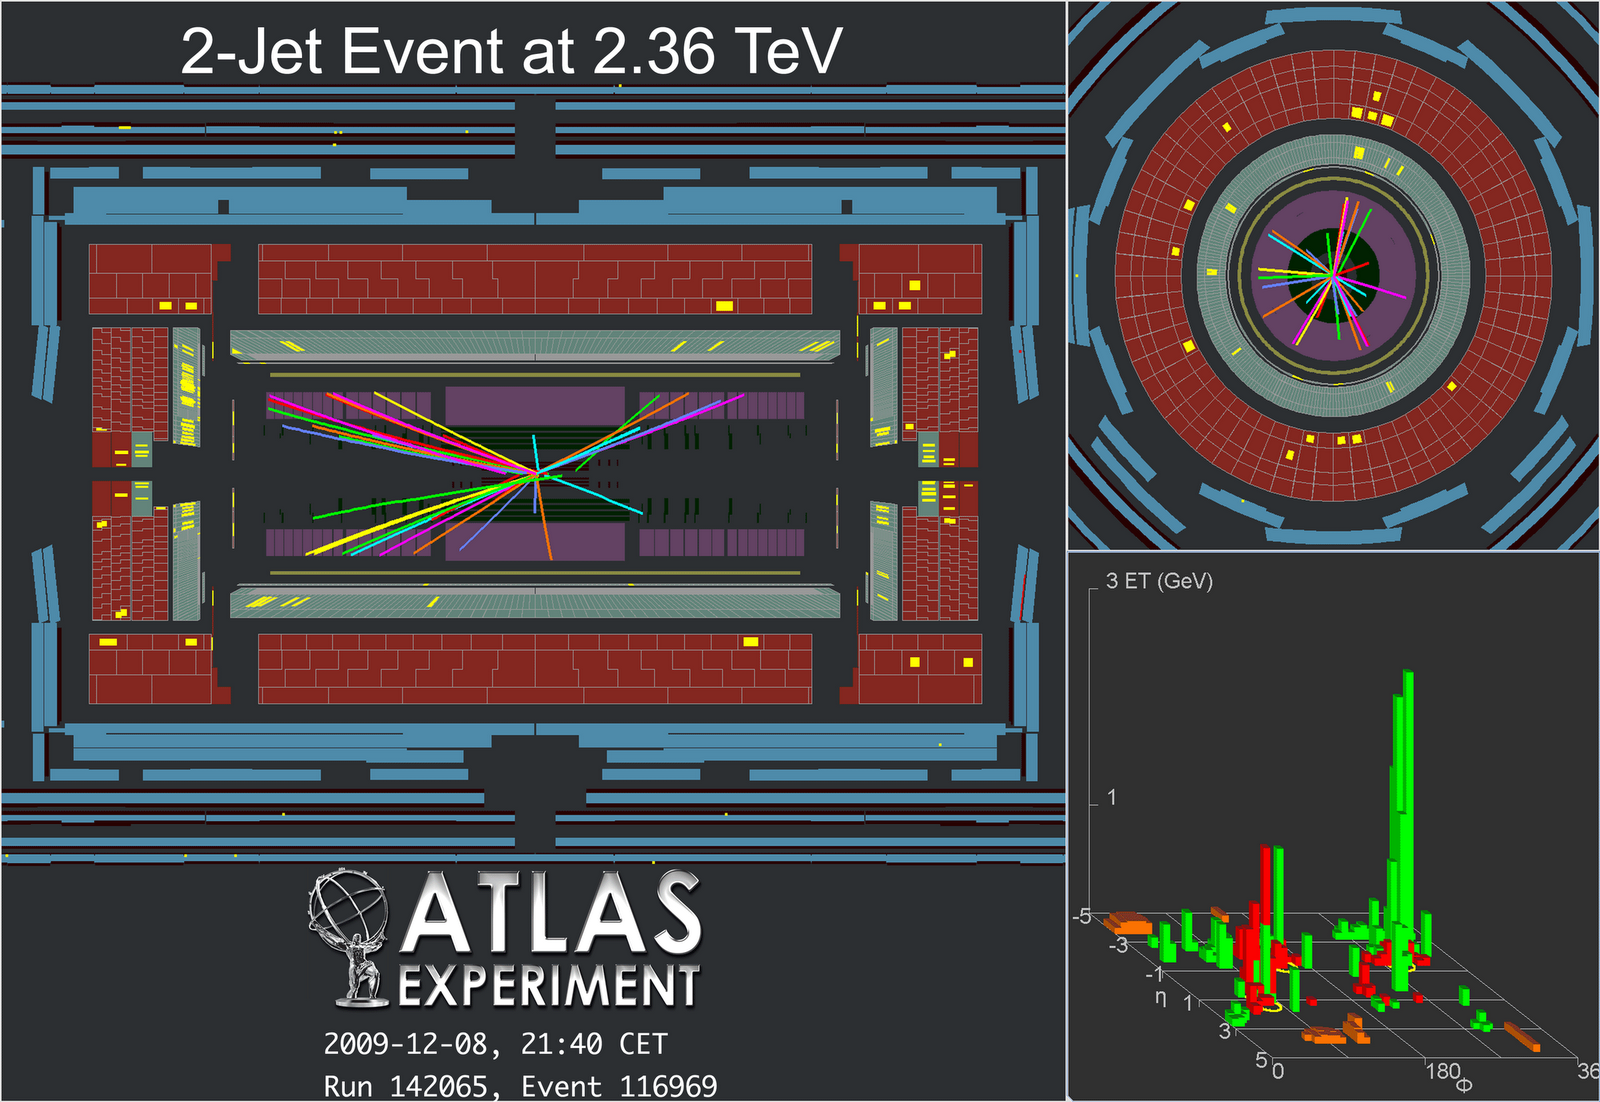 2-Jet Event at 2.36 TeV
ATLAS
EXPERIMENT
2009-12-08, 21:40 CET
Run 142065, Event 116969
3 ET (GeV)
1
-5
-3
-1
η
1
3
5
0
180
Φ
36